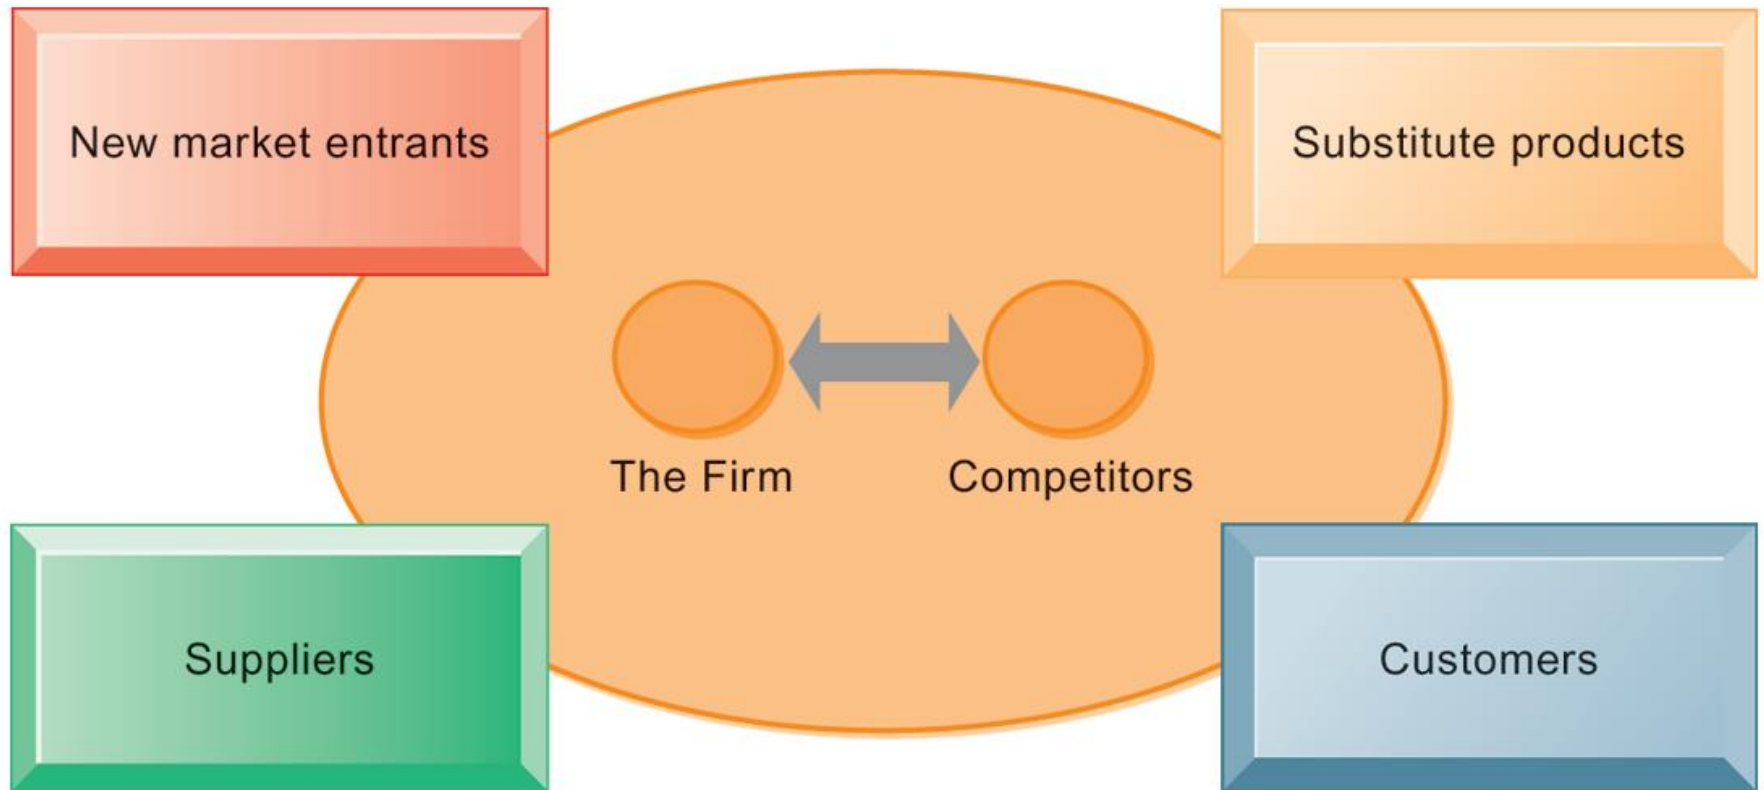 New market entrants
Substitute products
The Firm
Competitors
Suppliers
Customers